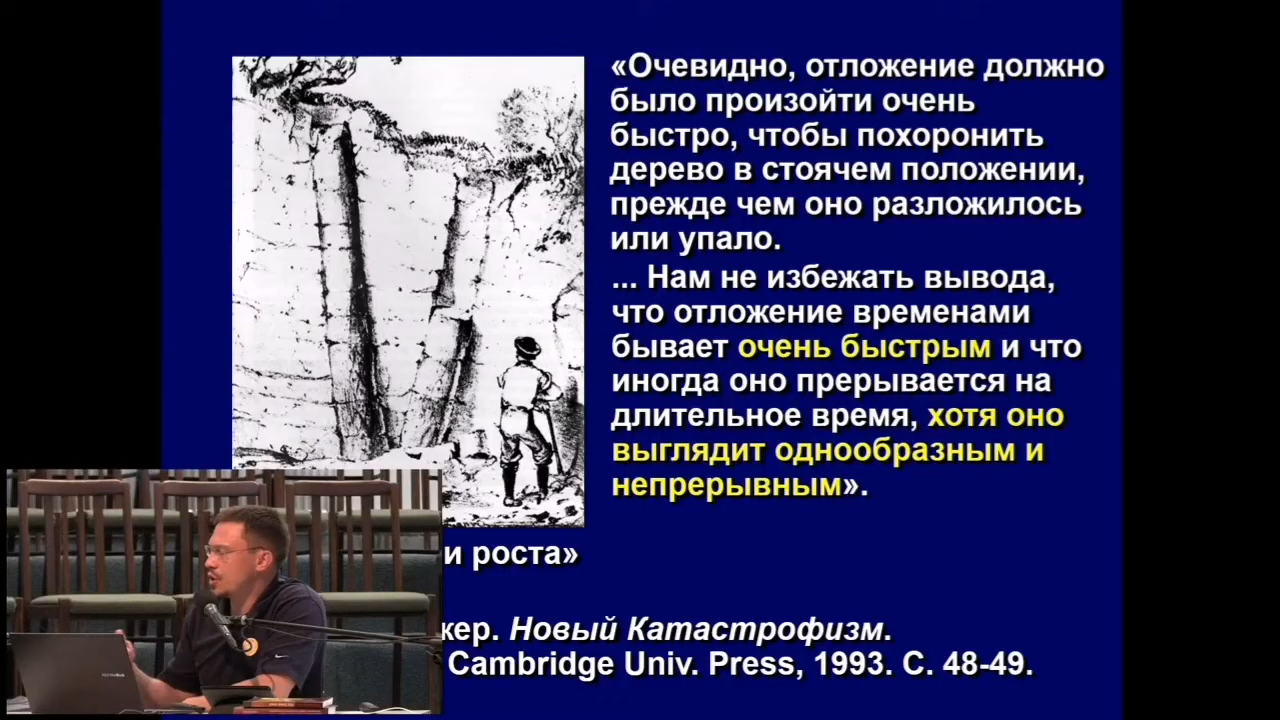 «Очевидно, отложение должно
было произойти очень
быстро, чтобы похоронить
дерево в стоячем положении,
прежде чем оно разложилось
или упало.
... Нам не избежать вывода,
что отложение временами
бывает очень быстрым и что
иногда оно прерывается на
длительное время, хотя оно
выглядит однообразным и
непрерывным».
и роста»
кер. Новый Катастрофизм.
Cambridge Univ. Press, 1993. С. 48-49.